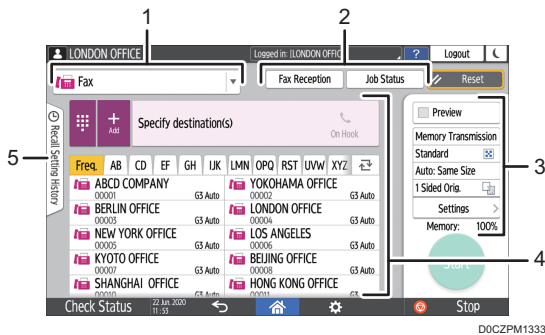 1
2
LONDON OFFICE
Logged in: [LONDON OFFIC
?
Logout
Fax
Fax Reception
Job Status
Reset
Add
Specify destination(s)
On Hook
Preview
Memory Transmission
Standard
Auto: Same Size
1 Sided Orig.
Settings
Memory: 100%
Start
3
5
Recall Setting History
Freq. AB CD EF GH IJK LMN OPQ RST UVW XYZ
ABCD COMPANY
00001 G3 Auto
YOKOHAMA OFFICE
00002 G3 Auto
BERLIN OFFICE
00003 G3 Auto
LONDON OFFICE
00004 G3 Auto
NEW YORK OFFICE
00005 G3 Auto
LOS ANGELES
00006 G3 Auto
KYOTO OFFICE
00007 G3 Auto
BEIJING OFFICE
00008 G3 Auto
SHANGHAI OFFICE
00010 G3 Auto
HONG KONG OFFICE
00011 G3
4
Check Status
22 Jun. 2020
11:53
Stop
D0CZPM1333